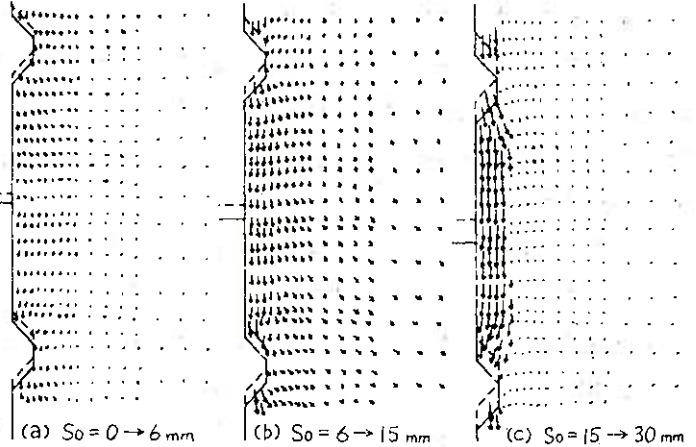 (a) So = 0 → 6 mm
(b) So = 6 → 15 mm
(c) So = 15 → 30 mm